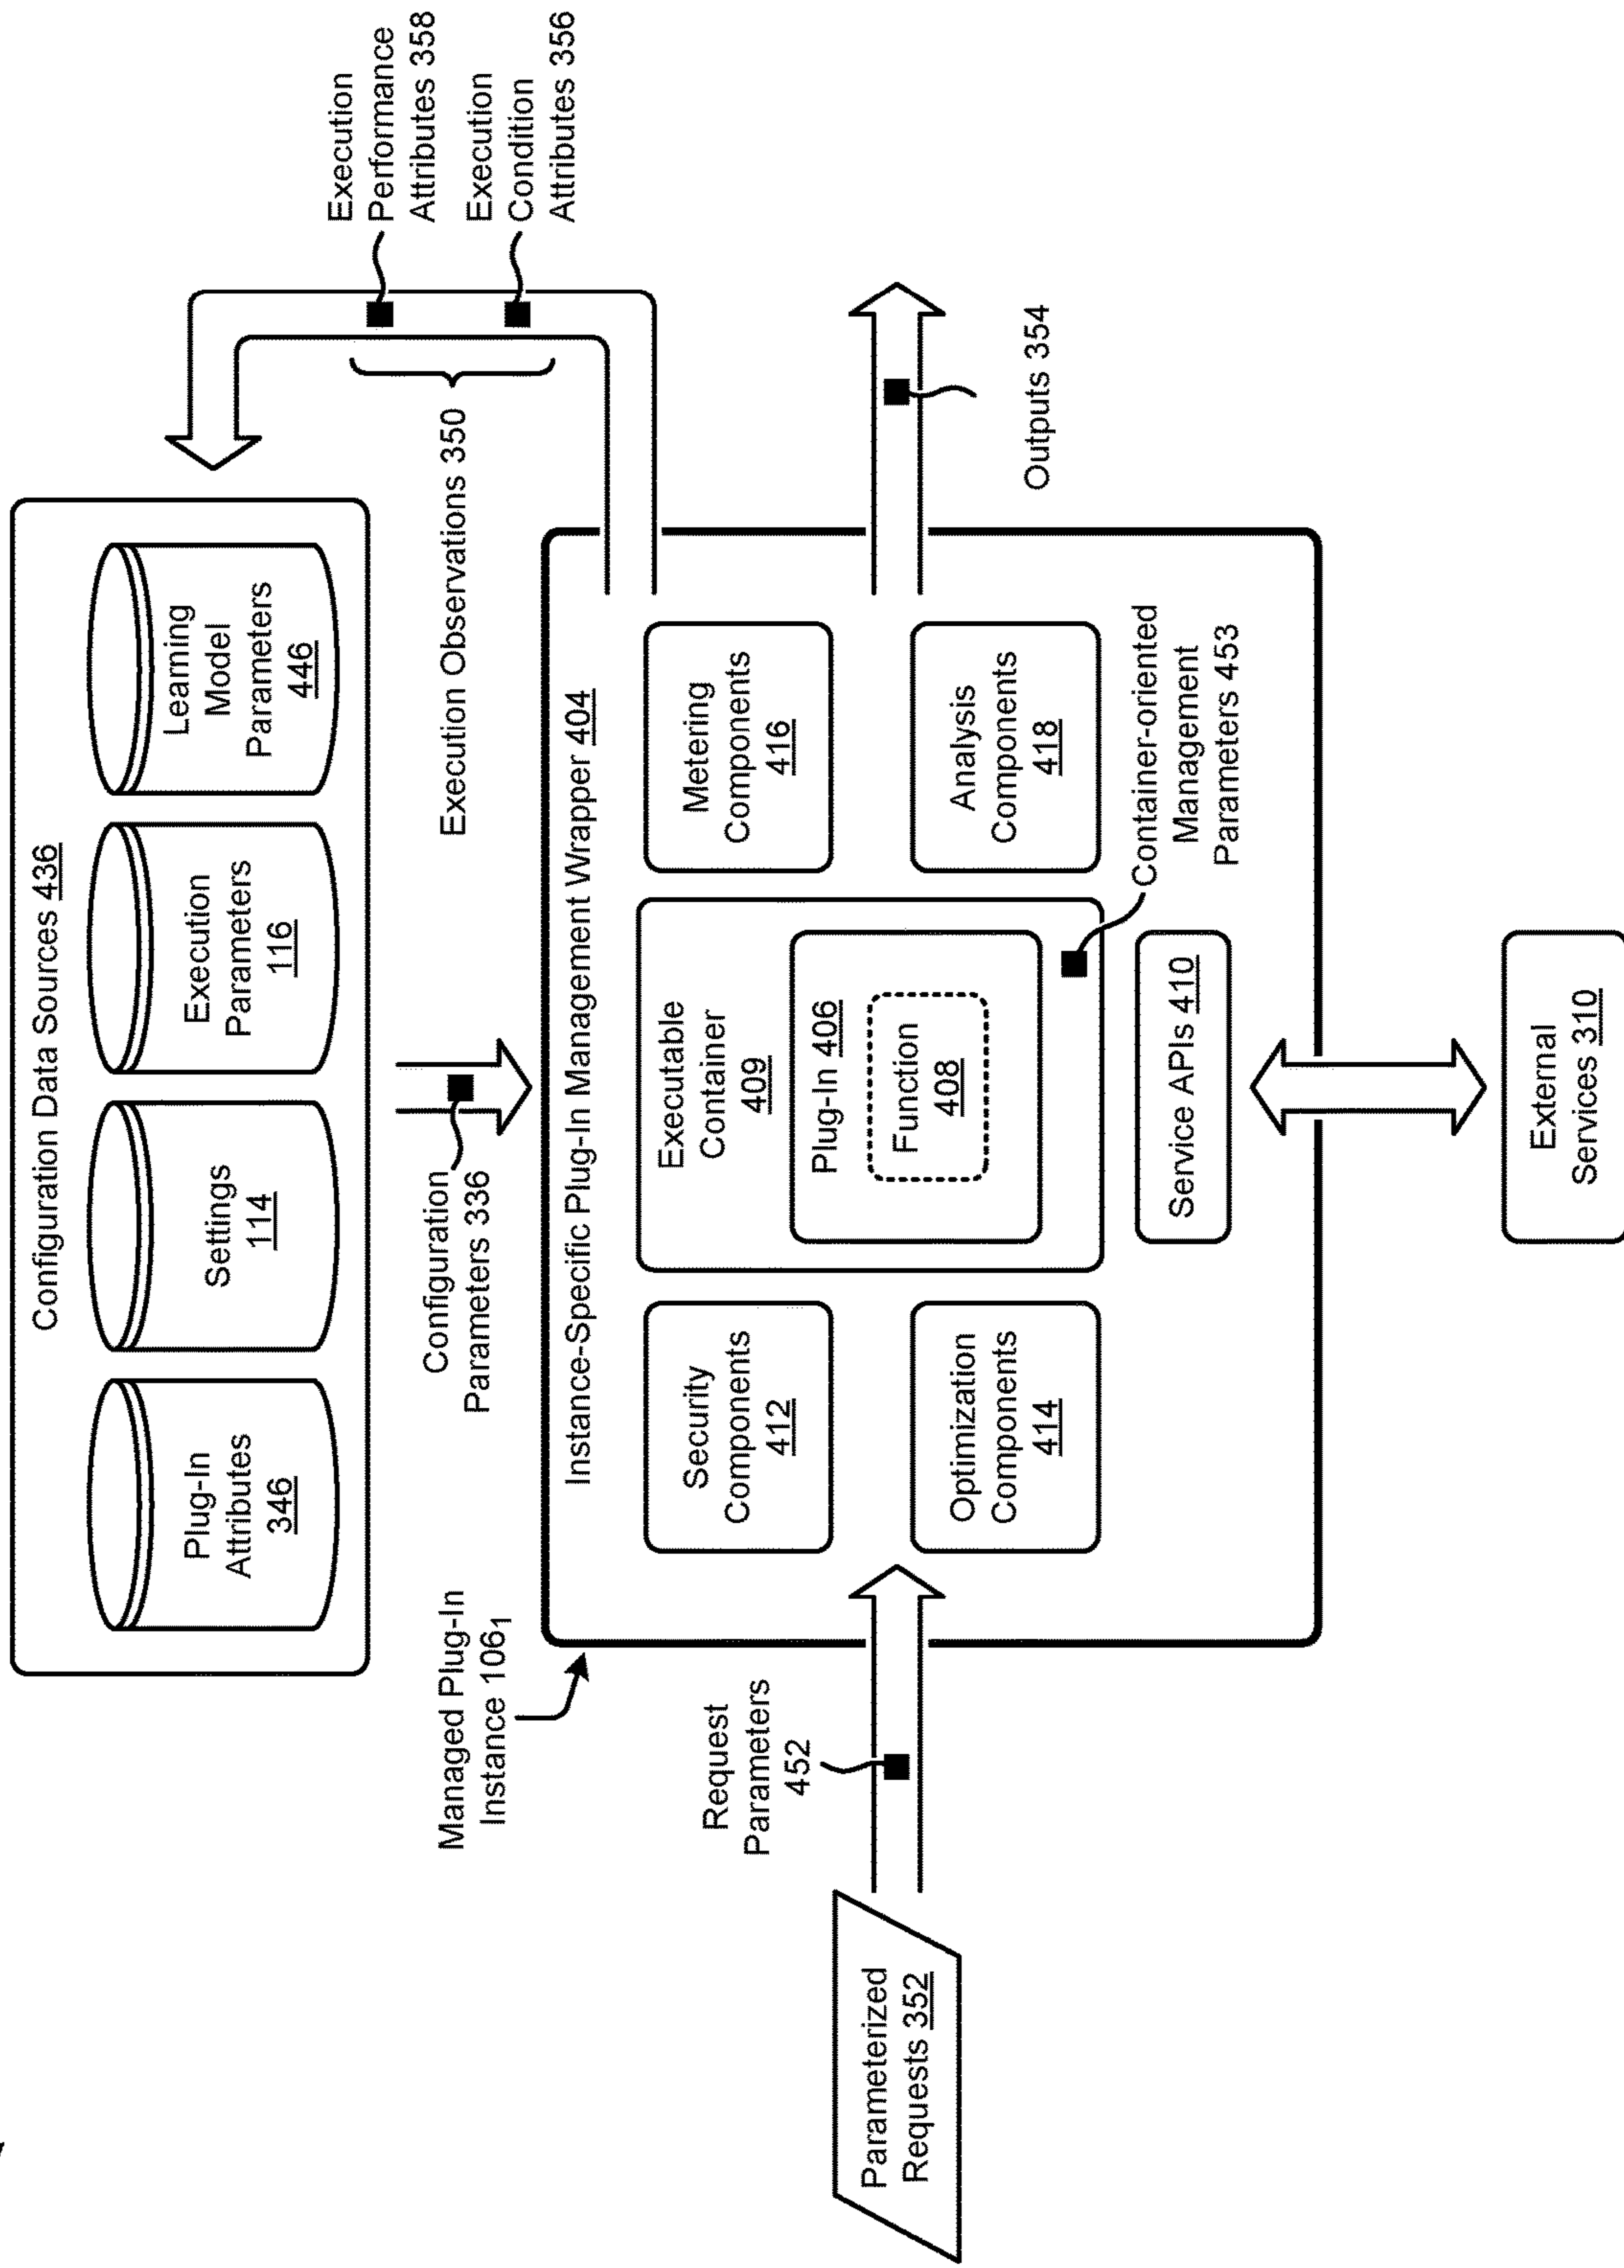 Configuration Data Sources 436
Plug-In
Attributes
346
Settings
114
Execution
Parameters
116
Learning
Model
Parameters
446
Configuration
Parameters 336
Execution Observations 350
Execution
Performance
Attributes 358
Execution
Condition
Attributes 356
Managed Plug-In
Instance 106₁
Instance-Specific Plug-In Management Wrapper 404
Security
Components
412
Executable
Container
409
Metering
Components
416
Plug-In 406
Function
408
Optimization
Components
414
Analysis
Components
418
Request
Parameters
452
Parameterized
Requests 352
Outputs 354
Container-oriented
Management
Parameters 453
Service APIs 410
External
Services 310